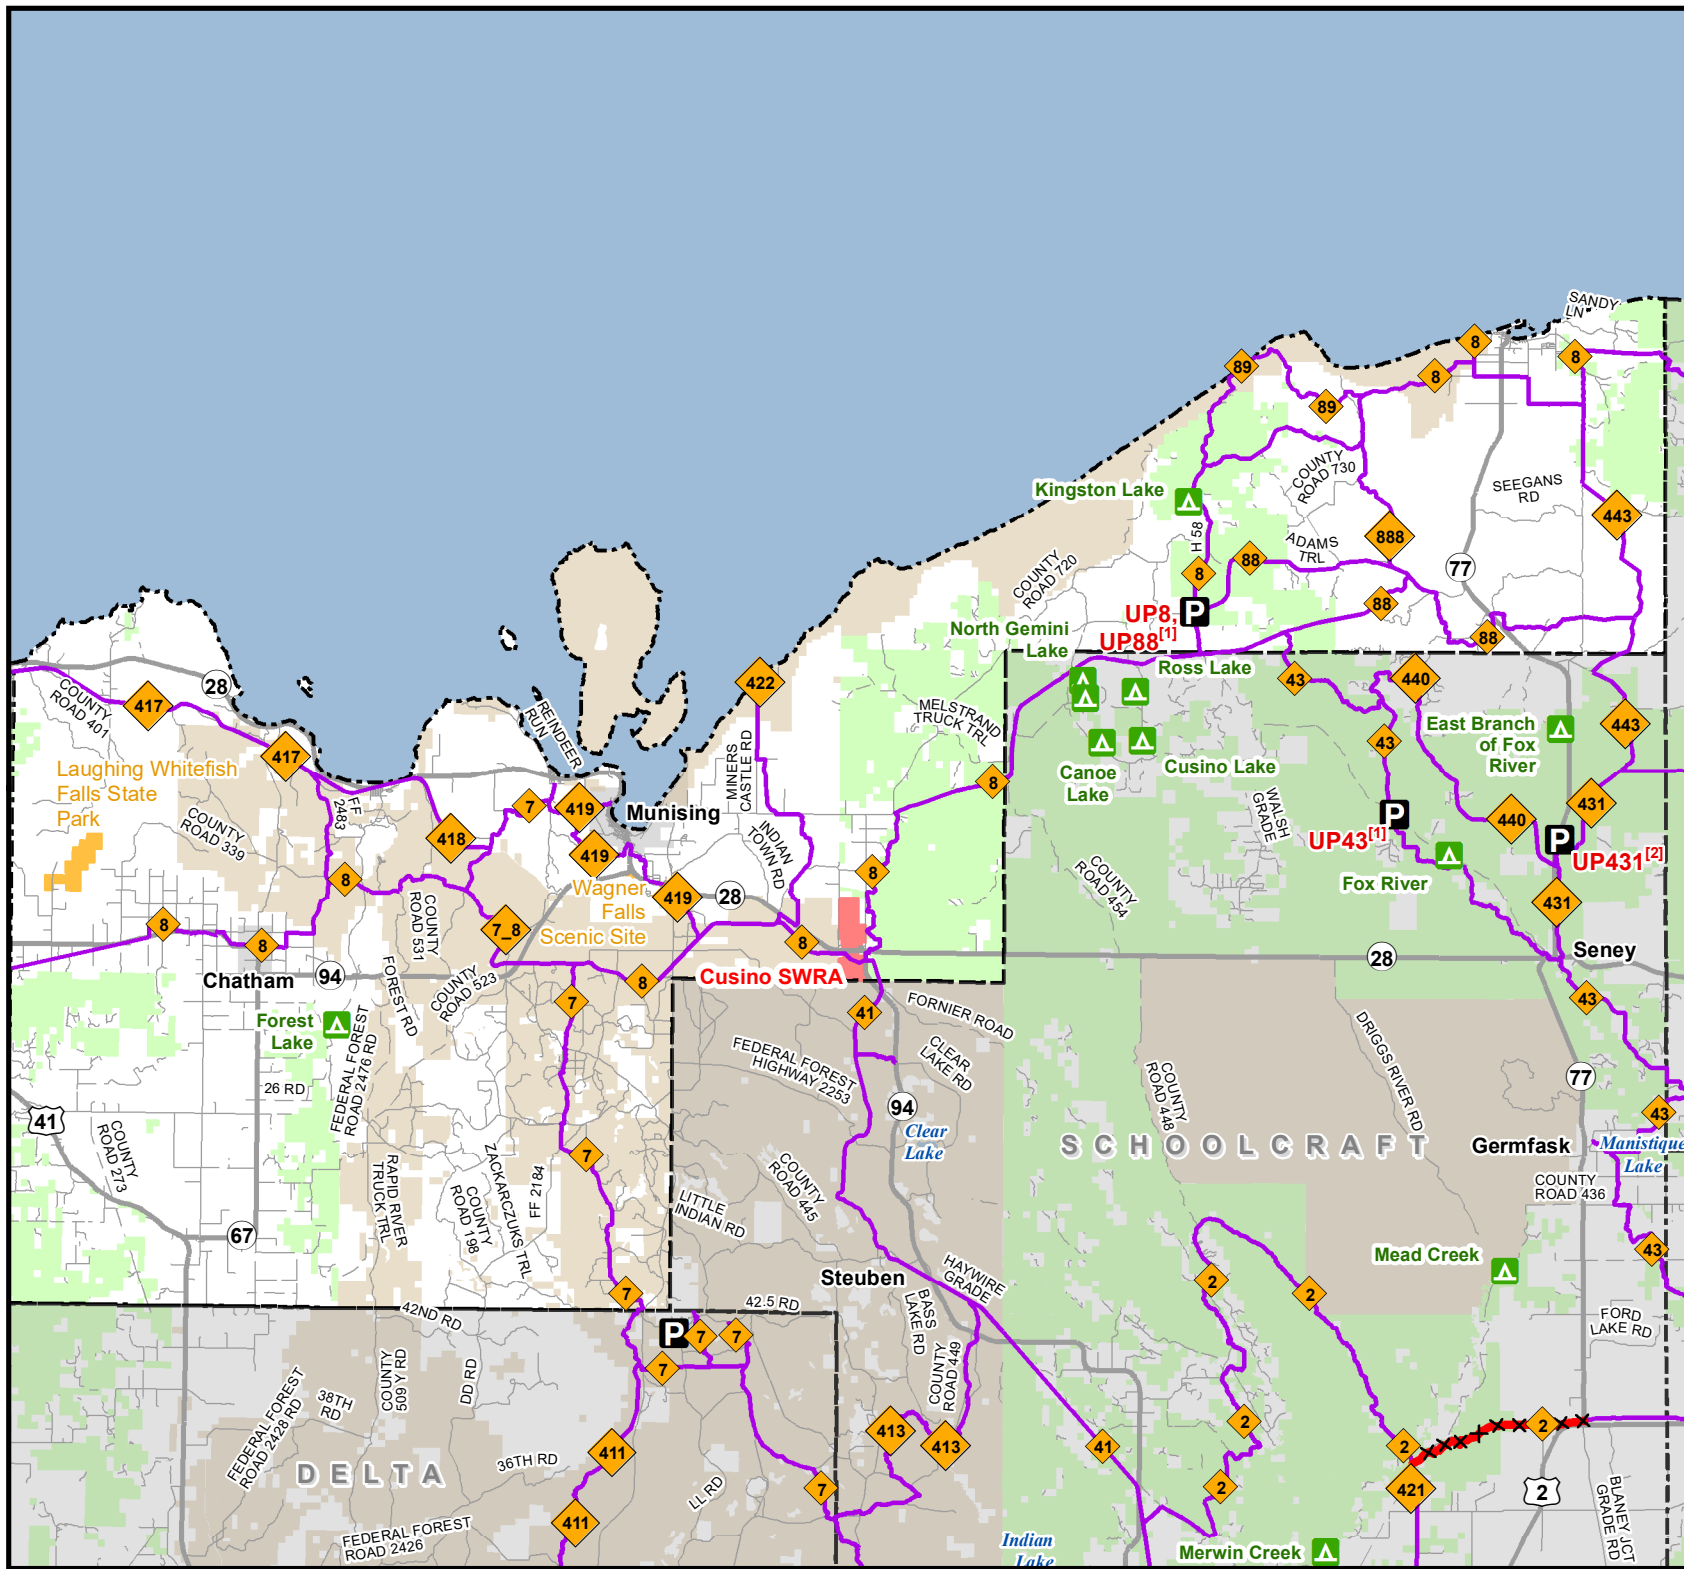 SANDY
LN
8
8
8
89
89
COUNTY
ROAD 730
SEEGANS
RD
443
Kingston Lake
H 58
888
ADAMS
TRL
77
88
8
COUNTY
ROAD 720
P
UP8,
UP88[1]
88
88
North Gemini
Lake
Ross Lake
28
COUNTY
ROAD 401
417
417
REINDEER
RUN
422
MINERS
CASTLE RD
MELSTRAND
TRUCK TRL
43
440
East Branch
of Fox
River
443
43
Canoe
Lake
Cusino Lake
WALSH
GRADE
8
Laughing Whitefish
Falls State
Park
FF
2483
COUNTY
ROAD 339
418
7
419
Munising
419
INDIAN
TOWN RD
P
UP43[1]
440
431
P
UP431[2]
Fox River
8
8
COUNTY
ROAD 531
7_8
Wagner
Falls
Scenic Site
419
28
8
COUNTY
ROAD 454
431
8
8
Chatham
94
FOREST RD
COUNTY
ROAD 523
8
Cusino SWRA
28
Seney
43
7
41
FORNIER ROAD
Forest
Lake
FEDERAL FOREST
ROAD 2476 RD
26 RD
FEDERAL FOREST
HIGHWAY 2253
CLEAR
LAKE RD
94
Clear
Lake
COUNTY
ROAD 448
DRIGGS RIVER RD
77
43
41
COUNTY
ROAD 273
SCHOOLCRAFT
Germfask
Manistique
Lake
COUNTY
ROAD 436
7
RAPID RIVER
TRUCK TRL
COUNTY
ROAD 198
ZACKARCZUKS TRL
FF 2184
LITTLE
INDIAN RD
COUNTY
ROAD 445
67
43
Mead Creek
Steuben
HAYWIRE
GRADE
2
2
7
42ND RD
42.5 RD
BASS
LAKE RD
COUNTY
ROAD 449
FORD
LAKE RD
P
7
7
7
COUNTY
509 Y RD
DD RD
38TH
RD
FEDERAL FOREST
ROAD 2428 RD
DELTA
36TH RD
411
413
413
41
2
2
2
LL RD
7
2
421
2
BLANEY JCT
GRADE RD
411
FEDERAL FOREST
ROAD 2426
Indian
Lake
Merwin Creek